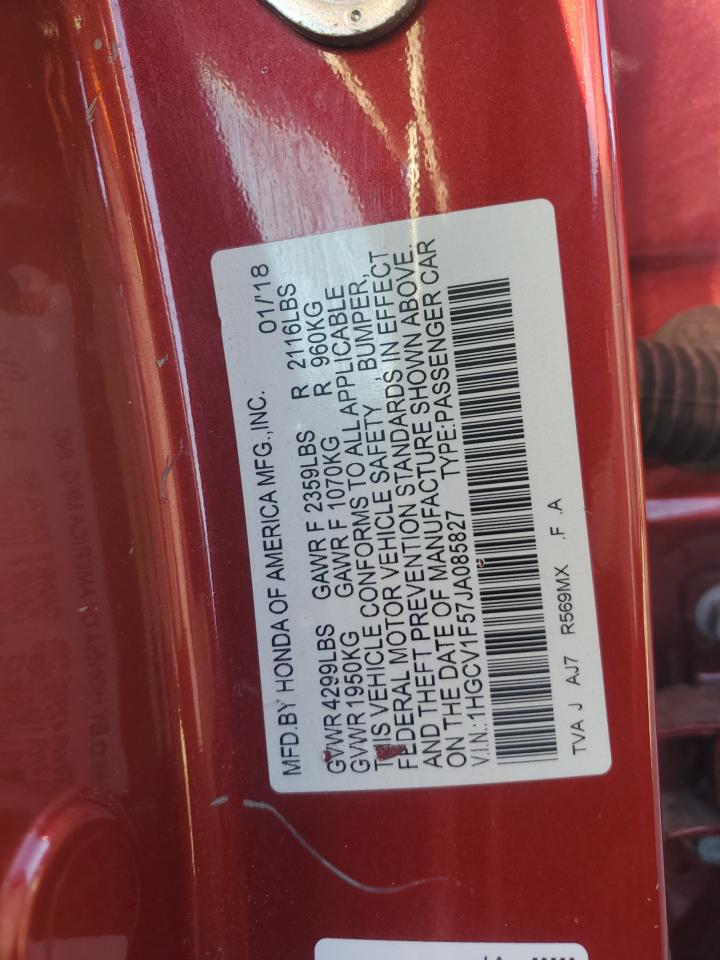 MFD.BY HONDA OF AMERICA MFG.,INC. 01/'18
GVWR 4299LBS GAWR F 2359LBS R 2116LBS
GVWR 1950KG GAWR F 1070KG R 960KG
THIS VEHICLE CONFORMS TO ALL APPLICABLE
FEDERAL MOTOR VEHICLE SAFETY BUMPER,
AND THEFT PREVENTION STANDARDS IN EFFECT
ON THE DATE OF MANUFACTURE SHOWN ABOVE.
V.I.N.:1HGCV1F57JA085827 TYPE:PASSENGER CAR
TVA J AJ7 R569MX .F .A